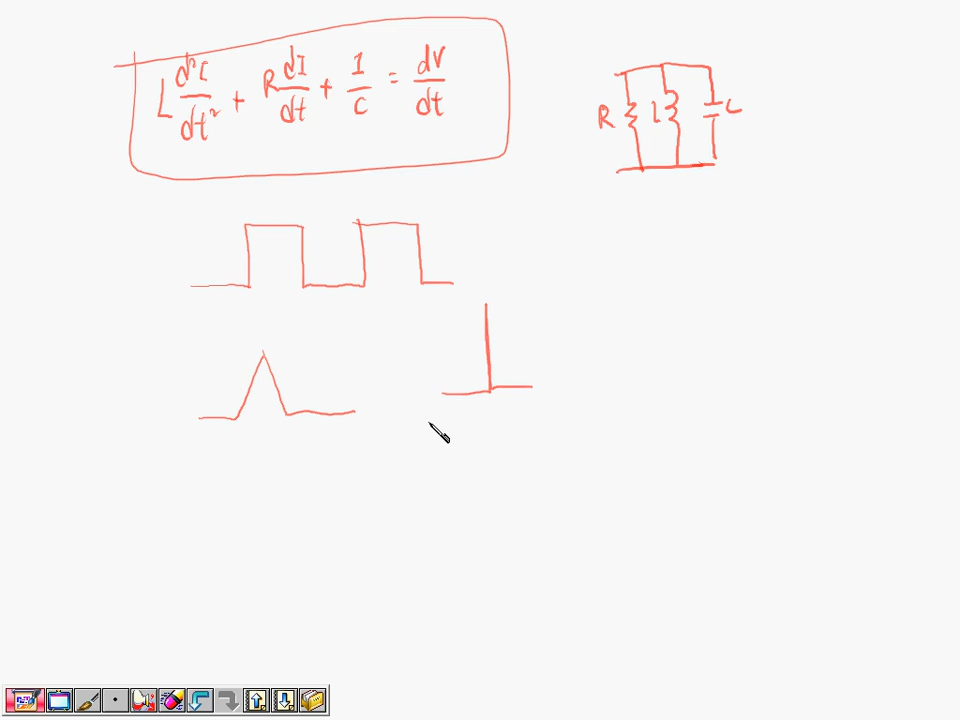 L d²I/dt² + R dI/dt + 1/C = dV/dt
R L C